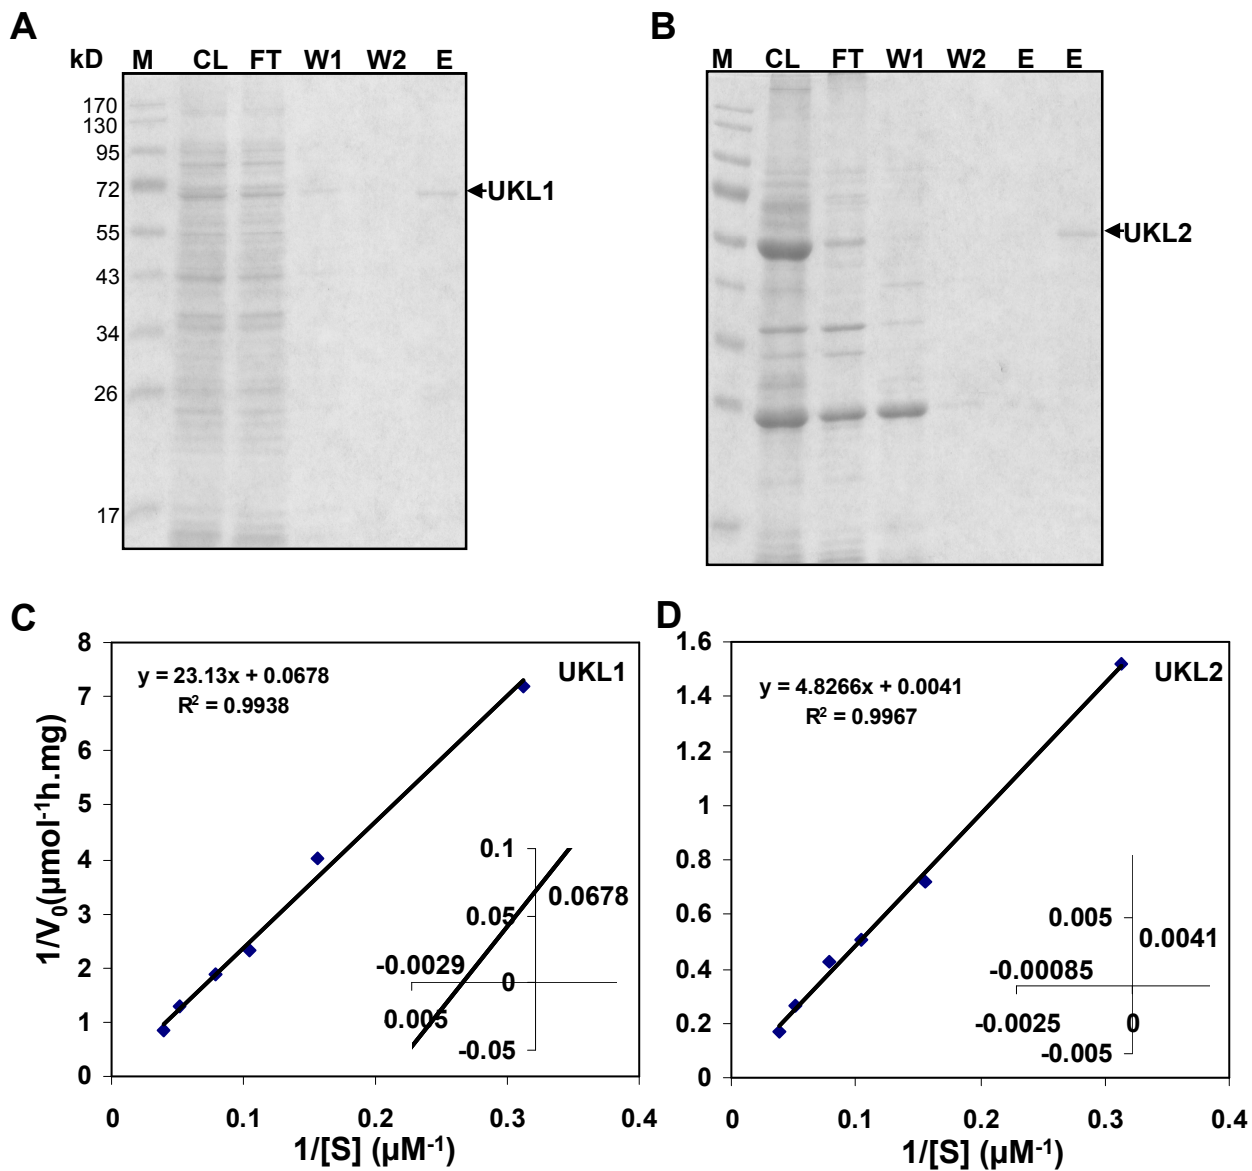 A
kD M CL FT W1 W2 E
170
130
95
72
55
43
34
26
17
UKL1
B
M CL FT W1 W2 E E
UKL2
C
8
7
6
5
4
3
2
1
0
0 0.1 0.2 0.3 0.4
1/V₀(µmol⁻¹h.mg)
1/[S] (µM⁻¹)
y = 23.13x + 0.0678
R² = 0.9938
UKL1
0.1
0.0678
0.05
-0.0029
0
0.005
-0.05
D
1.6
1.4
1.2
1
0.8
0.6
0.4
0.2
0
0 0.1 0.2 0.3 0.4
1/[S] (µM⁻¹)
y = 4.8266x + 0.0041
R² = 0.9967
UKL2
0.005
0.0041
-0.00085
-0.0025 0
-0.005